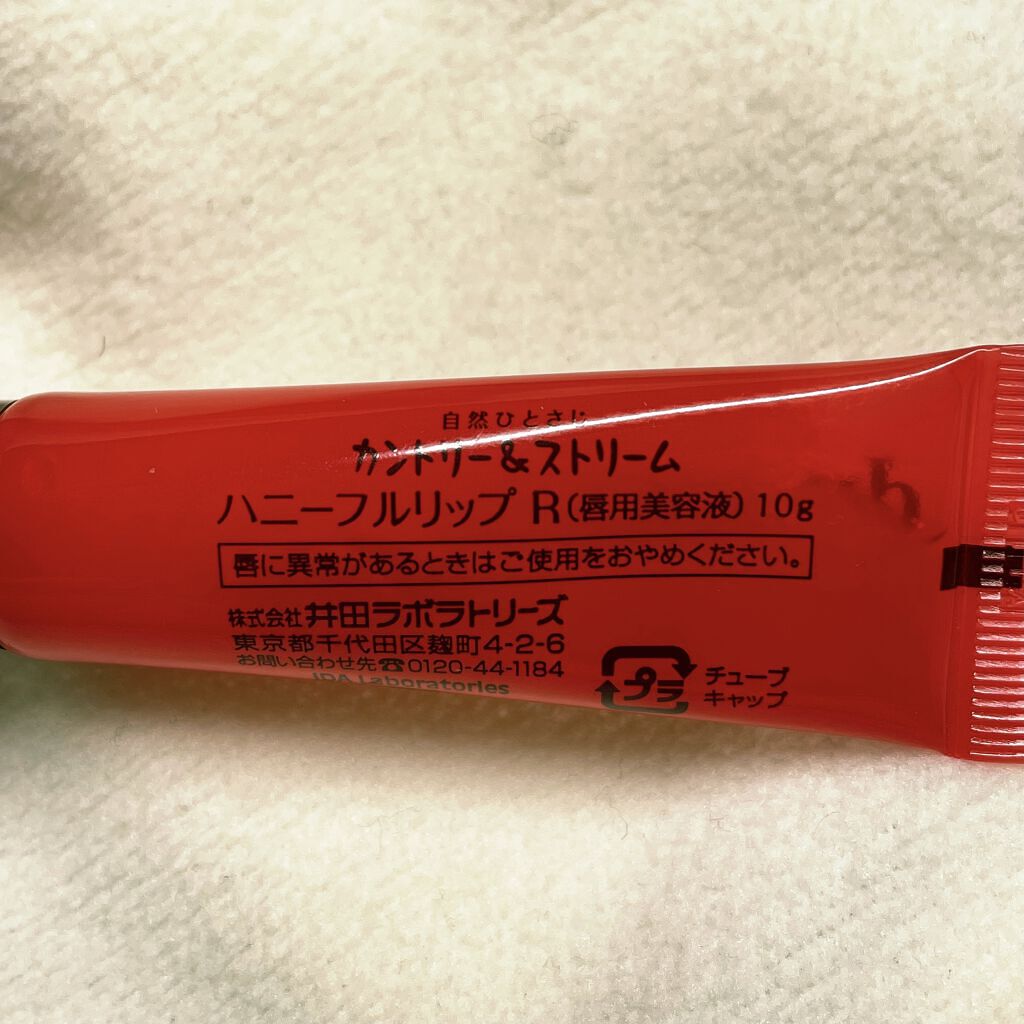 自然ひとさじ
カントリー&ストリーム
ハニーフルリップ R(唇用美容液) 10g
唇に異常があるときはご使用をおやめください。
株式会社 井田ラボラトリーズ
東京都千代田区麹町4-2-6
お問い合わせ先☎0120-44-1184
IDA Laboratories
プラ
チューブ
キャップ